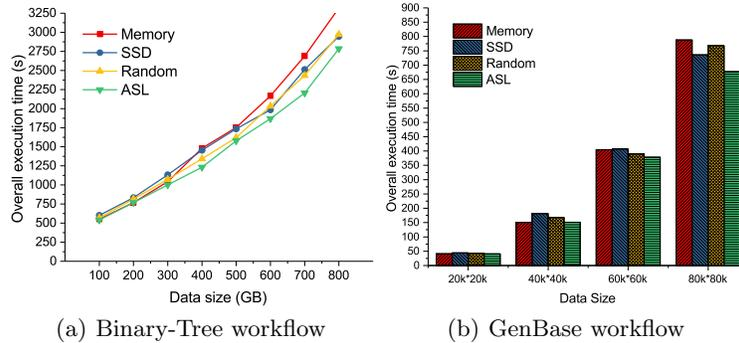 Overall execution time (s)
3250
3000
2750
2500
2250
2000
1750
1500
1250
1000
750
500
250
0
Memory
SSD
Random
ASL
100 200 300 400 500 600 700 800
Data size (GB)
(a) Binary-Tree workflow
Overall execution time (s)
900
850
800
750
700
650
600
550
500
450
400
350
300
250
200
150
100
50
0
Memory
SSD
Random
ASL
20k*20k 40k*40k 60k*60k 80k*80k
Data Size
(b) GenBase workflow